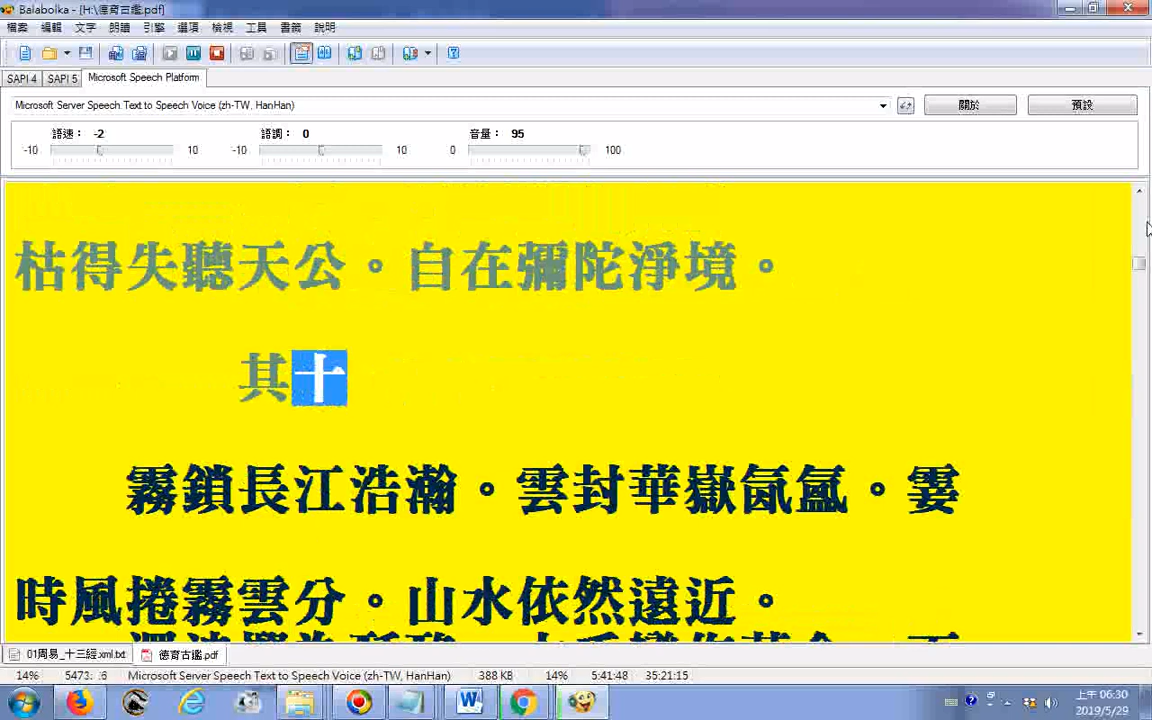 Balabolka - [H:\德育古鑑.pdf]
檔案 編輯 文字 朗讀 引擎 選項 檢視 工具 書籤 說明
SAPI 4 SAPI 5 Microsoft Speech Platform
Microsoft Server Speech Text to Speech Voice (zh-TW, HanHan) 關於 預設
語速： -2 語調： 0 音量： 95
-10 10 -10 10 0 100
枯得失聽天公。自在彌陀淨境。
其十
霧鎖長江浩瀚。雲封華嶽氤氳。霎
時風捲霧雲分。山水依然遠近。
01周易_十三經.xml.txt 德育古鑑.pdf
14% 5473: :6 Microsoft Server Speech Text to Speech Voice (zh-TW, HanHan) 388 KB 14% 5:41:48 35:21:15
上午 06:30
2019/5/29